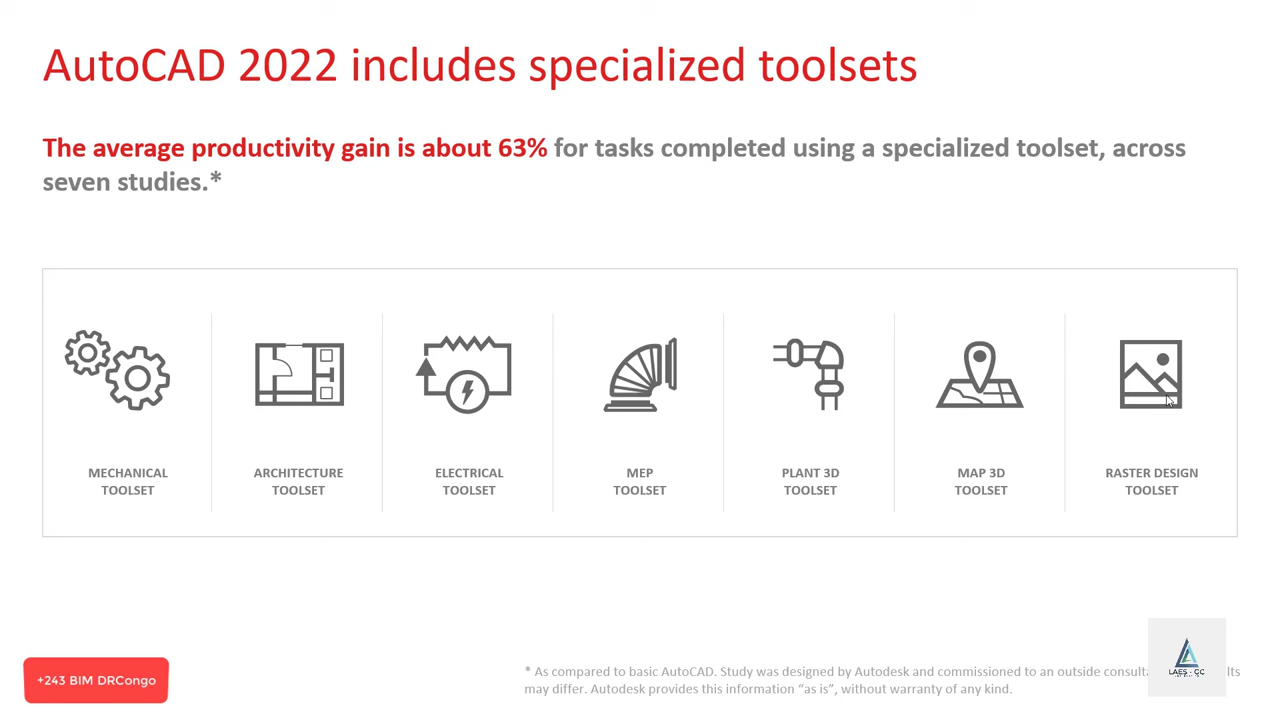 AutoCAD 2022 includes specialized toolsets
The average productivity gain is about 63% for tasks completed using a specialized toolset, across
seven studies.*
MECHANICAL
TOOLSET
ARCHITECTURE
TOOLSET
ELECTRICAL
TOOLSET
MEP
TOOLSET
PLANT 3D
TOOLSET
MAP 3D
TOOLSET
RASTER DESIGN
TOOLSET
+243 BIM DRCongo
* As compared to basic AutoCAD. Study was designed by Autodesk and commissioned to an outside
may differ. Autodesk provides this information “as is”, without warranty of any kind.
LAES - GC